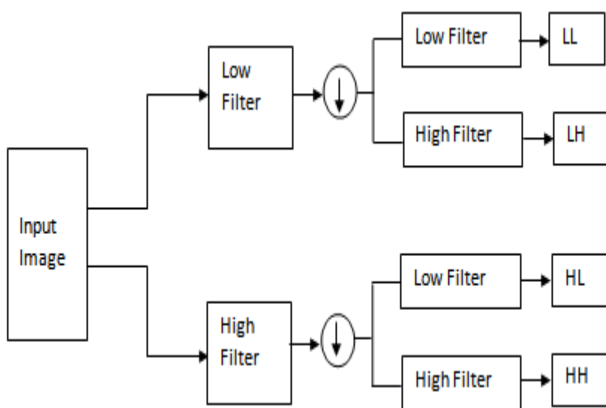 Low Filter
LL
Low
Filter
High Filter
LH
Input
Image
Low Filter
HL
High
Filter
High Filter
HH